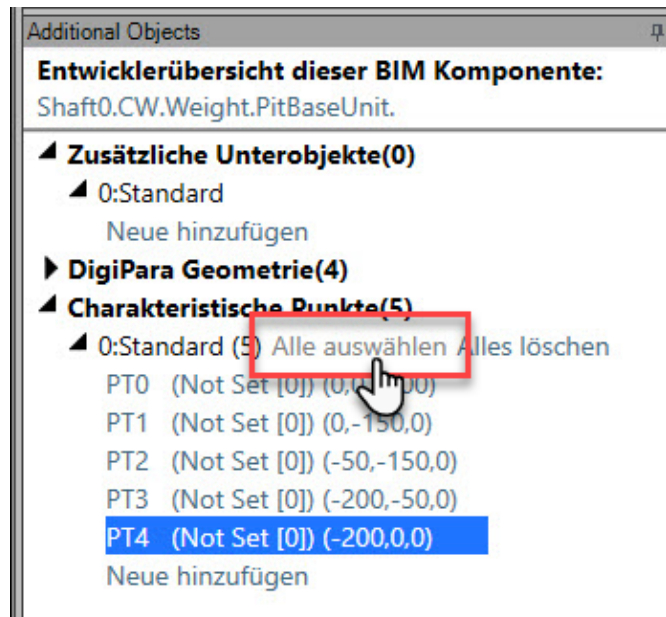 Additional Objects
Entwicklerübersicht dieser BIM Komponente:
Shaft0.CW.Weight.PitBaseUnit.
Zusätzliche Unterobjekte(0)
0:Standard
Neue hinzufügen
DigiPara Geometrie(4)
Charakteristische Punkte(5)
0:Standard (5) Alle auswählen Alles löschen
PT0 (Not Set [0])
PT1 (Not Set [0]) (0,-150,0)
PT2 (Not Set [0]) (-50,-150,0)
PT3 (Not Set [0]) (-200,-50,0)
PT4 (Not Set [0]) (-200,0,0)
Neue hinzufügen